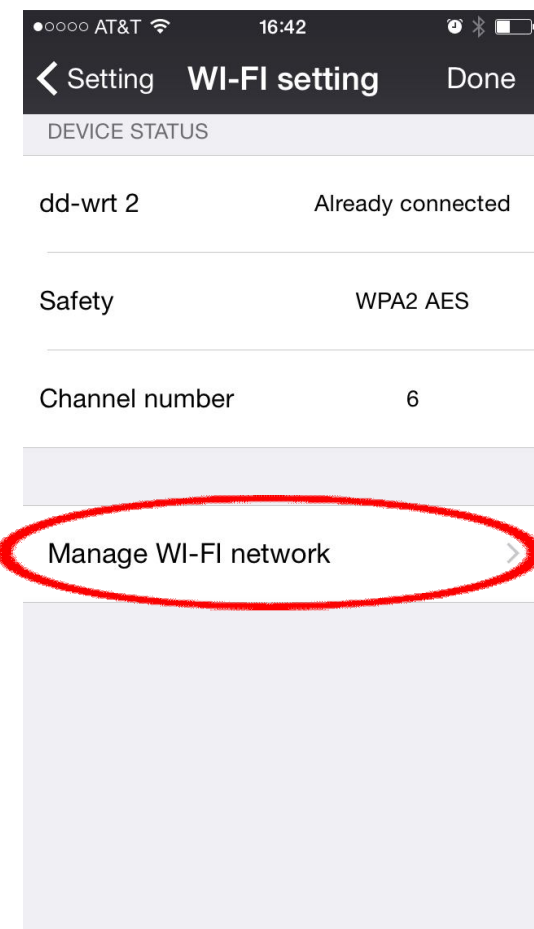 AT&T 16:42
Setting WI-FI setting Done
DEVICE STATUS
dd-wrt 2 Already connected
Safety WPA2 AES
Channel number 6
Manage WI-FI network